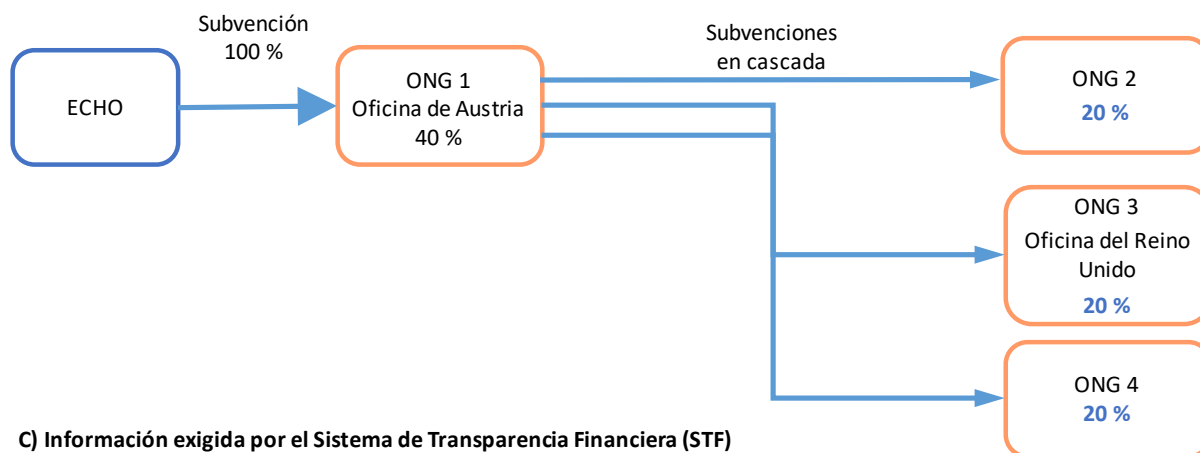 Subvención
100 %
ECHO
ONG 1
Oficina de Austria
40 %
Subvenciones
en cascada
ONG 2
20 %
ONG 3
Oficina del Reino
Unido
20 %
ONG 4
20 %
C) Información exigida por el Sistema de Transparencia Financiera (STF)